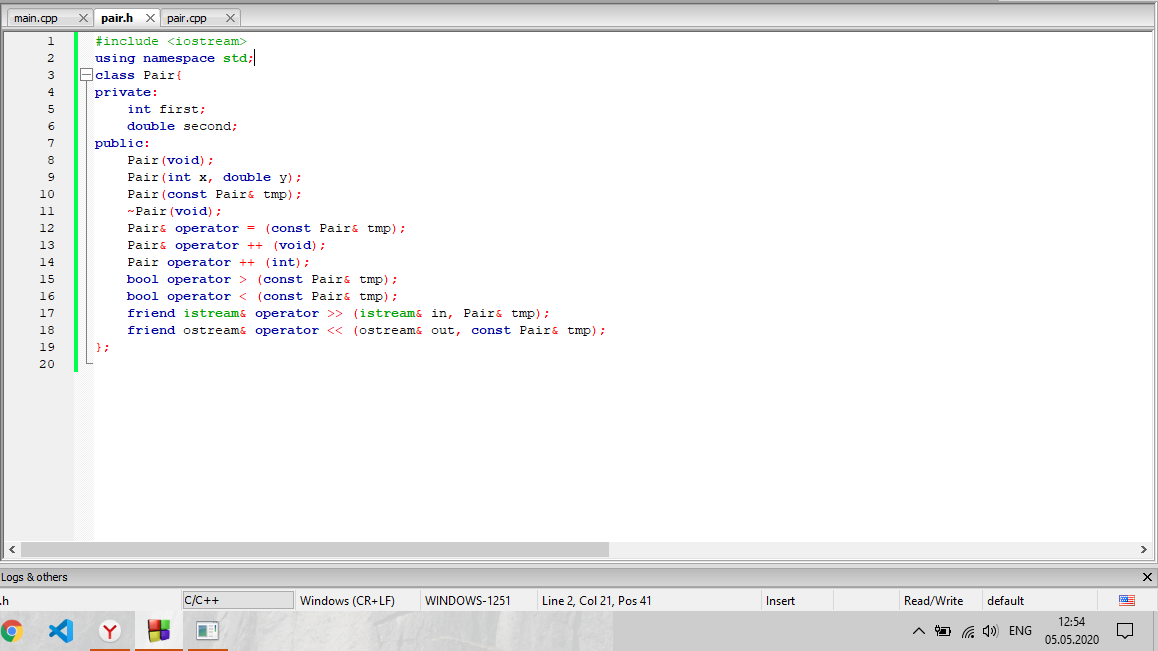 main.cpp pair.h pair.cpp
1 #include <iostream>
2 using namespace std;
3 class Pair{
4 private:
5 int first;
6 double second;
7 public:
8 Pair(void);
9 Pair(int x, double y);
10 Pair(const Pair& tmp);
11 ~Pair(void);
12 Pair& operator = (const Pair& tmp);
13 Pair& operator ++ (void);
14 Pair operator ++ (int);
15 bool operator > (const Pair& tmp);
16 bool operator < (const Pair& tmp);
17 friend istream& operator >> (istream& in, Pair& tmp);
18 friend ostream& operator << (ostream& out, const Pair& tmp);
19 };
20
Logs & others
.h C/C++ Windows (CR+LF) WINDOWS-1251 Line 2, Col 21, Pos 41 Insert Read/Write default
ENG 12:54
05.05.2020